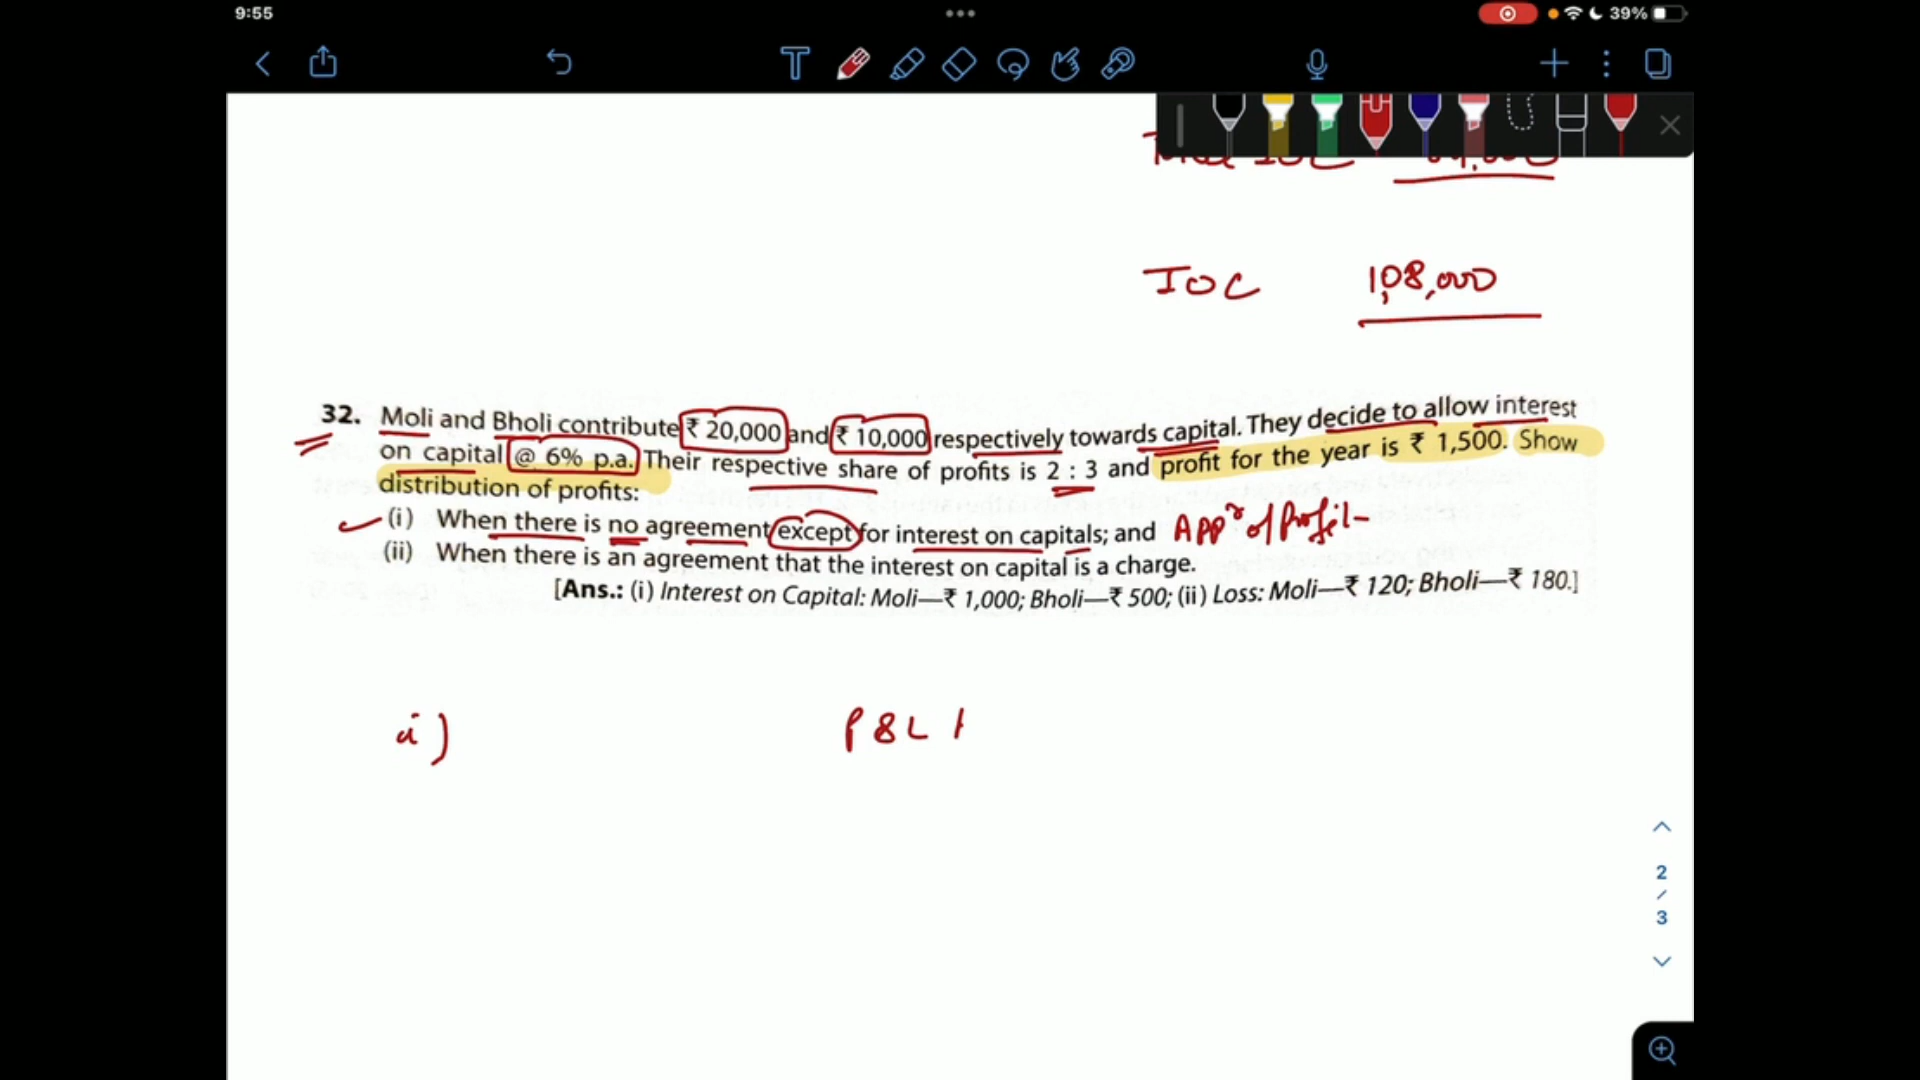 9:55
39%
IOC 1,08,000
32. Moli and Bholi contribute ₹ 20,000 and ₹ 10,000 respectively towards capital. They decide to allow interest
on capital @ 6% p.a. Their respective share of profits is 2 : 3 and profit for the year is ₹ 1,500. Show
distribution of profits:
(i) When there is no agreement except for interest on capitals; and Appⁿ of Profit
(ii) When there is an agreement that the interest on capital is a charge.
[Ans.: (i) Interest on Capital: Moli—₹ 1,000; Bholi—₹ 500; (ii) Loss: Moli—₹ 120; Bholi—₹ 180.]
i) P & L
2
/
3